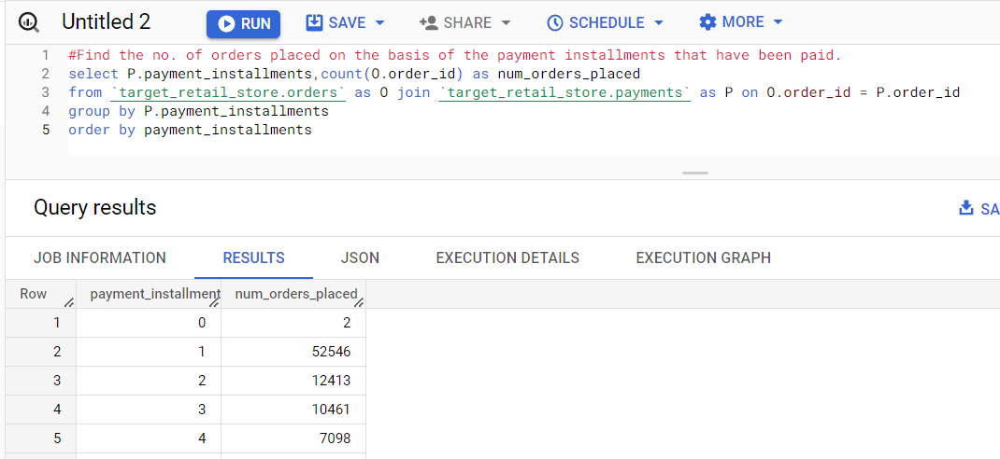 Untitled 2 RUN SAVE SHARE SCHEDULE MORE
1 #Find the no. of orders placed on the basis of the payment installments that have been paid.
2 select P.payment_installments,count(O.order_id) as num_orders_placed
3 from `target_retail_store.orders` as O join `target_retail_store.payments` as P on O.order_id = P.order_id
4 group by P.payment_installments
5 order by payment_installments
Query results SA
JOB INFORMATION RESULTS JSON EXECUTION DETAILS EXECUTION GRAPH
Row payment_installment num_orders_placed
1 0 2
2 1 52546
3 2 12413
4 3 10461
5 4 7098